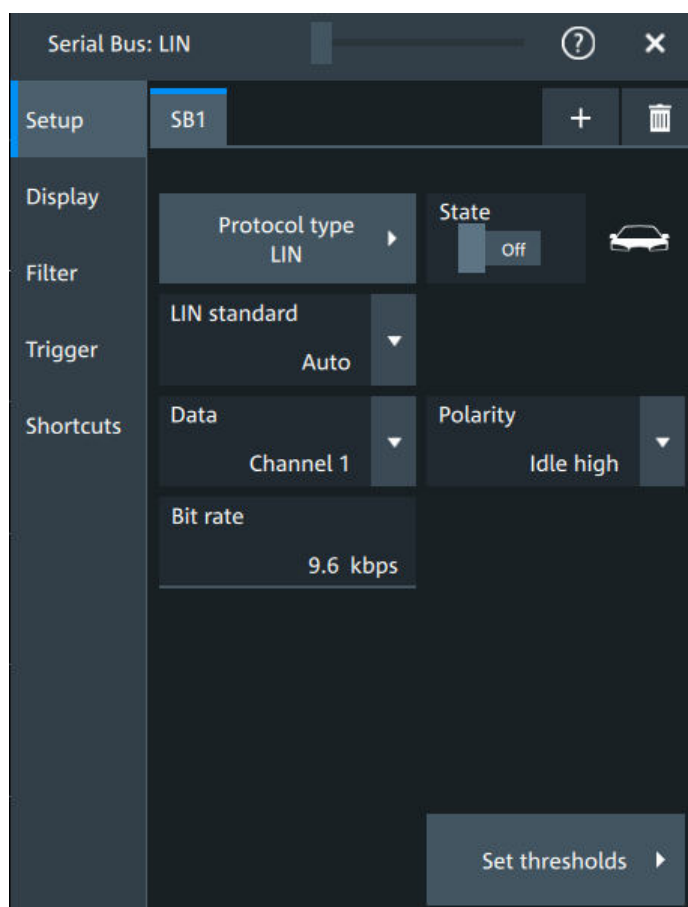 Serial Bus: LIN
?
Setup
SB1
+
Display
Protocol type
LIN
State
Off
Filter
LIN standard
Auto
Trigger
Shortcuts
Data
Channel 1
Polarity
Idle high
Bit rate
9.6 kbps
Set thresholds